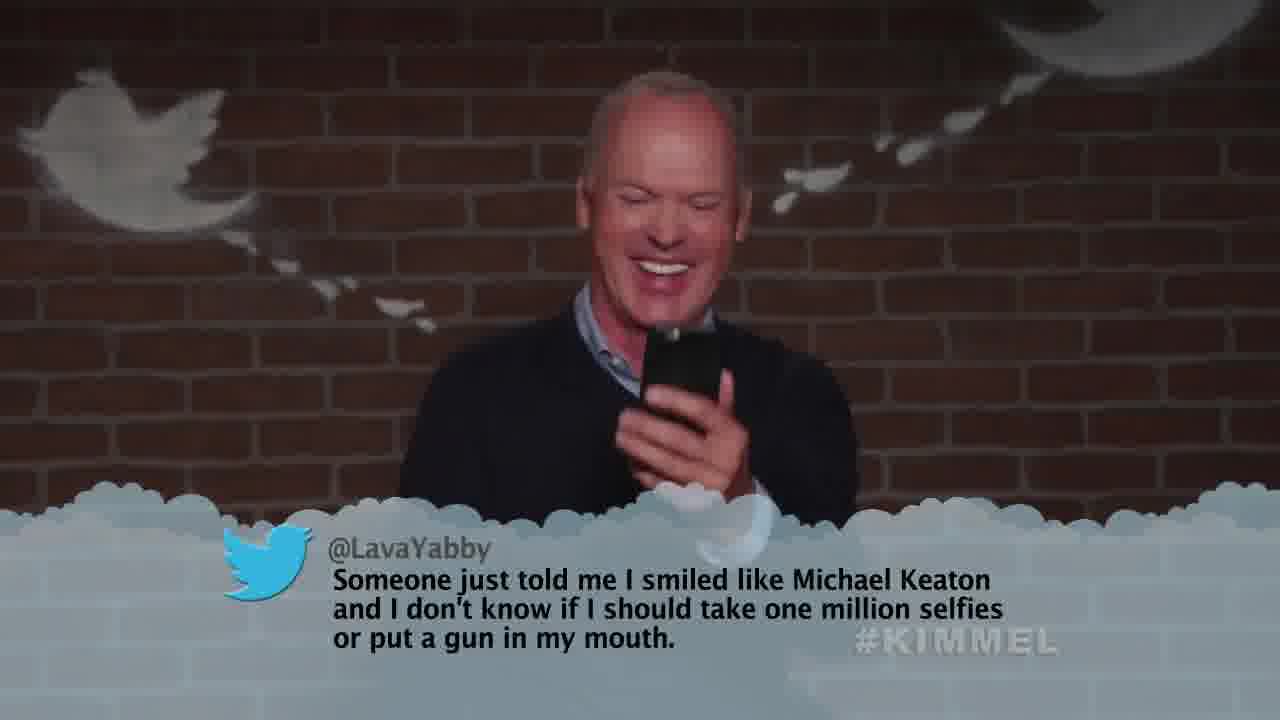 @LavaYabby
Someone just told me I smiled like Michael Keaton
and I don't know if I should take one million selfies
or put a gun in my mouth.
#KIMMEL